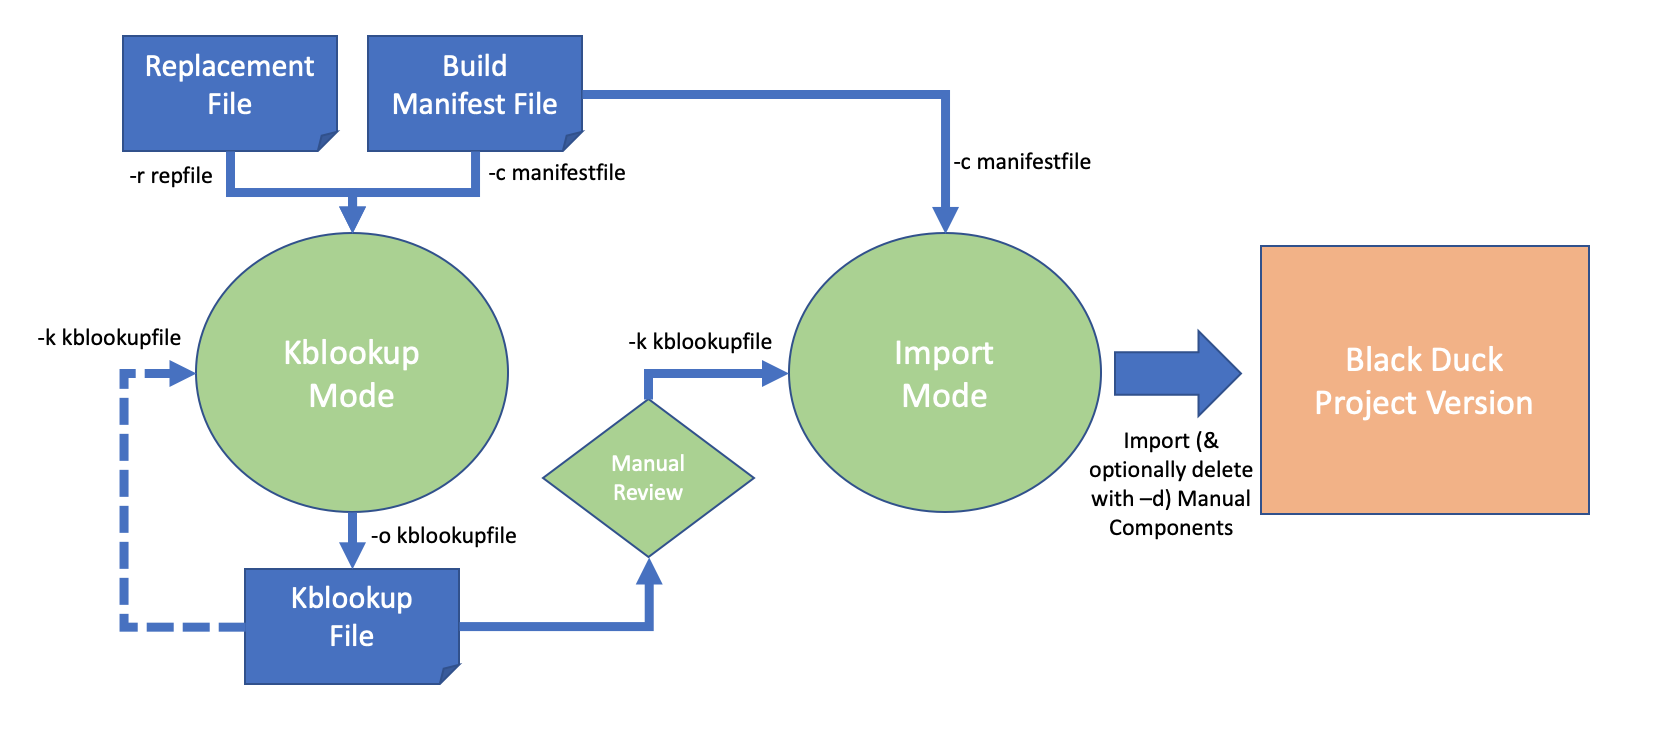 Replacement
File
Build
Manifest File
-r repfile
-c manifestfile
-c manifestfile
-k kblookupfile
Kblookup
Mode
-k kblookupfile
Import
Mode
Black Duck
Project Version
Manual
Review
Import (&
optionally delete
with –d) Manual
Components
-o kblookupfile
Kblookup
File